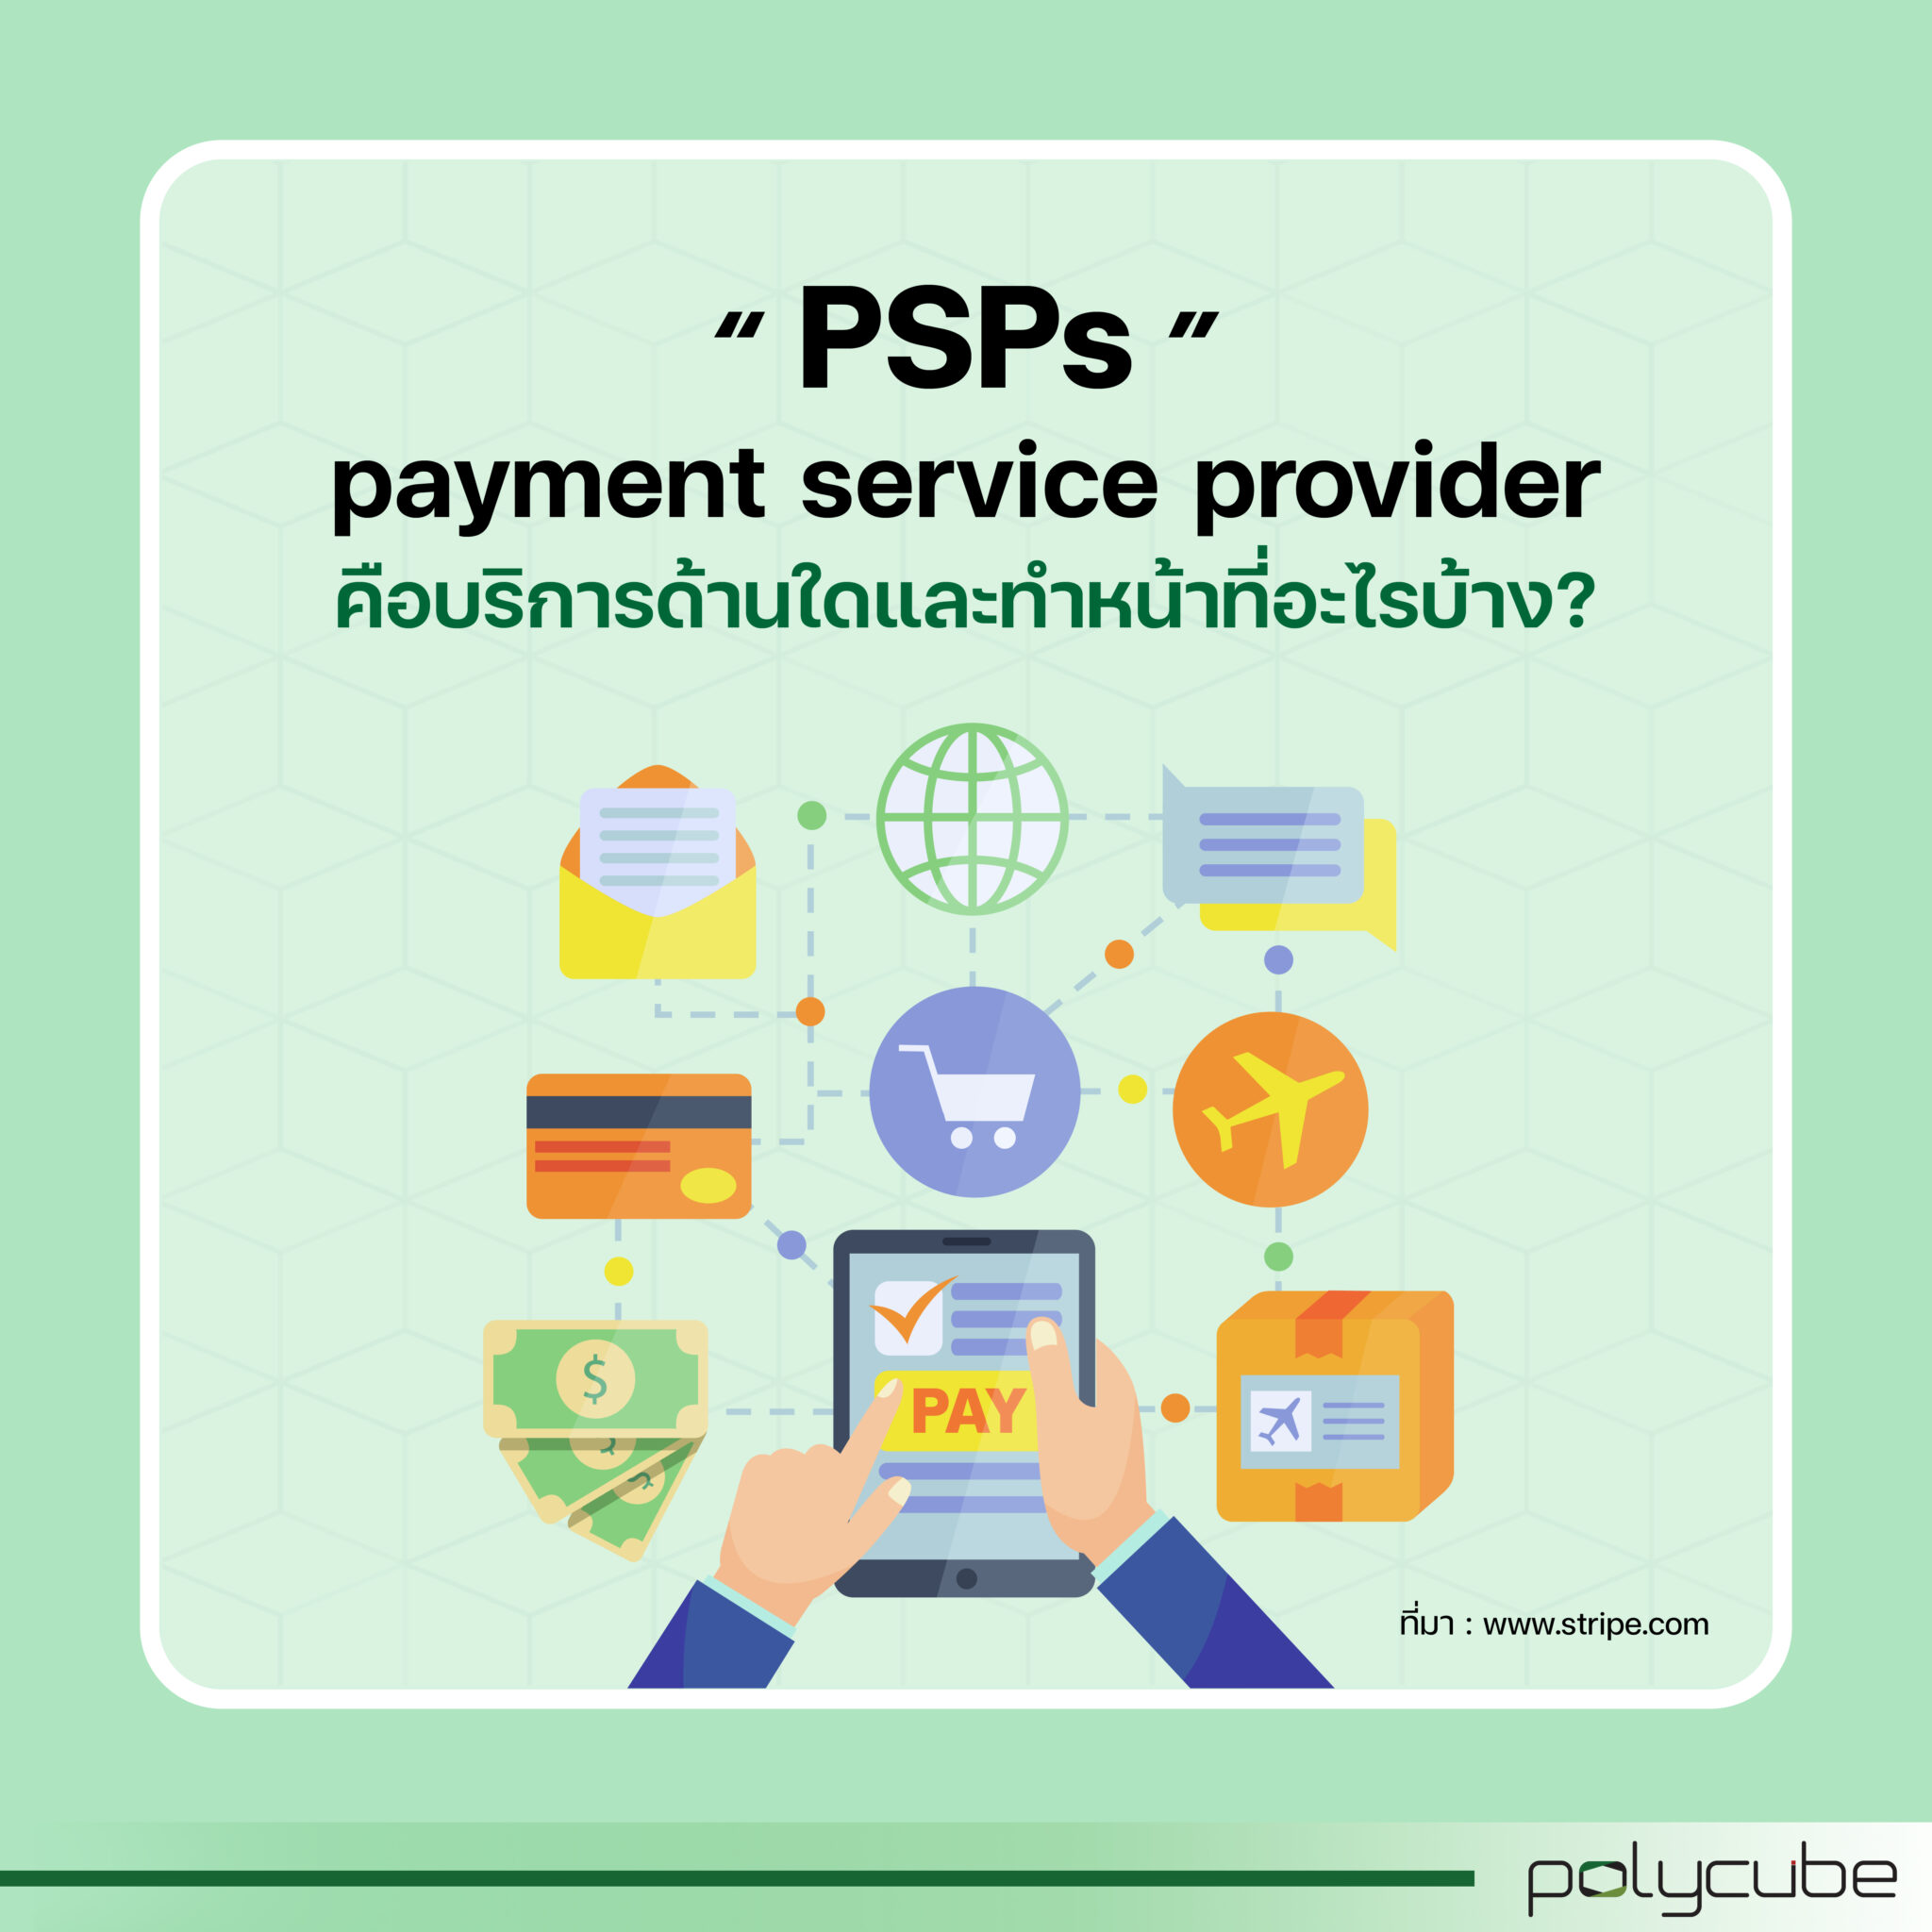 " PSPs "
payment service provider
คือบริการด้านใดและทำหน้าที่อะไรบ้าง?
$
PAY
ที่มา : www.stripe.com
polycube